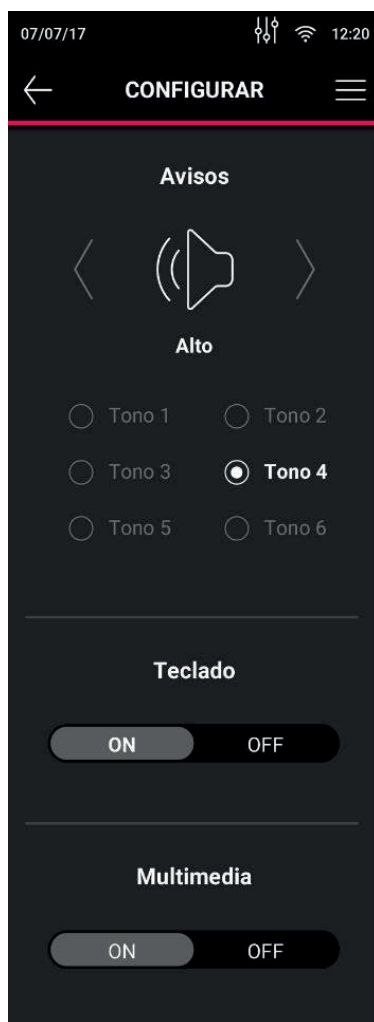 07/07/17 12:20
CONFIGURAR
Avisos
Alto
Tono 1 Tono 2
Tono 3 Tono 4
Tono 5 Tono 6
Teclado
ON OFF
Multimedia
ON OFF